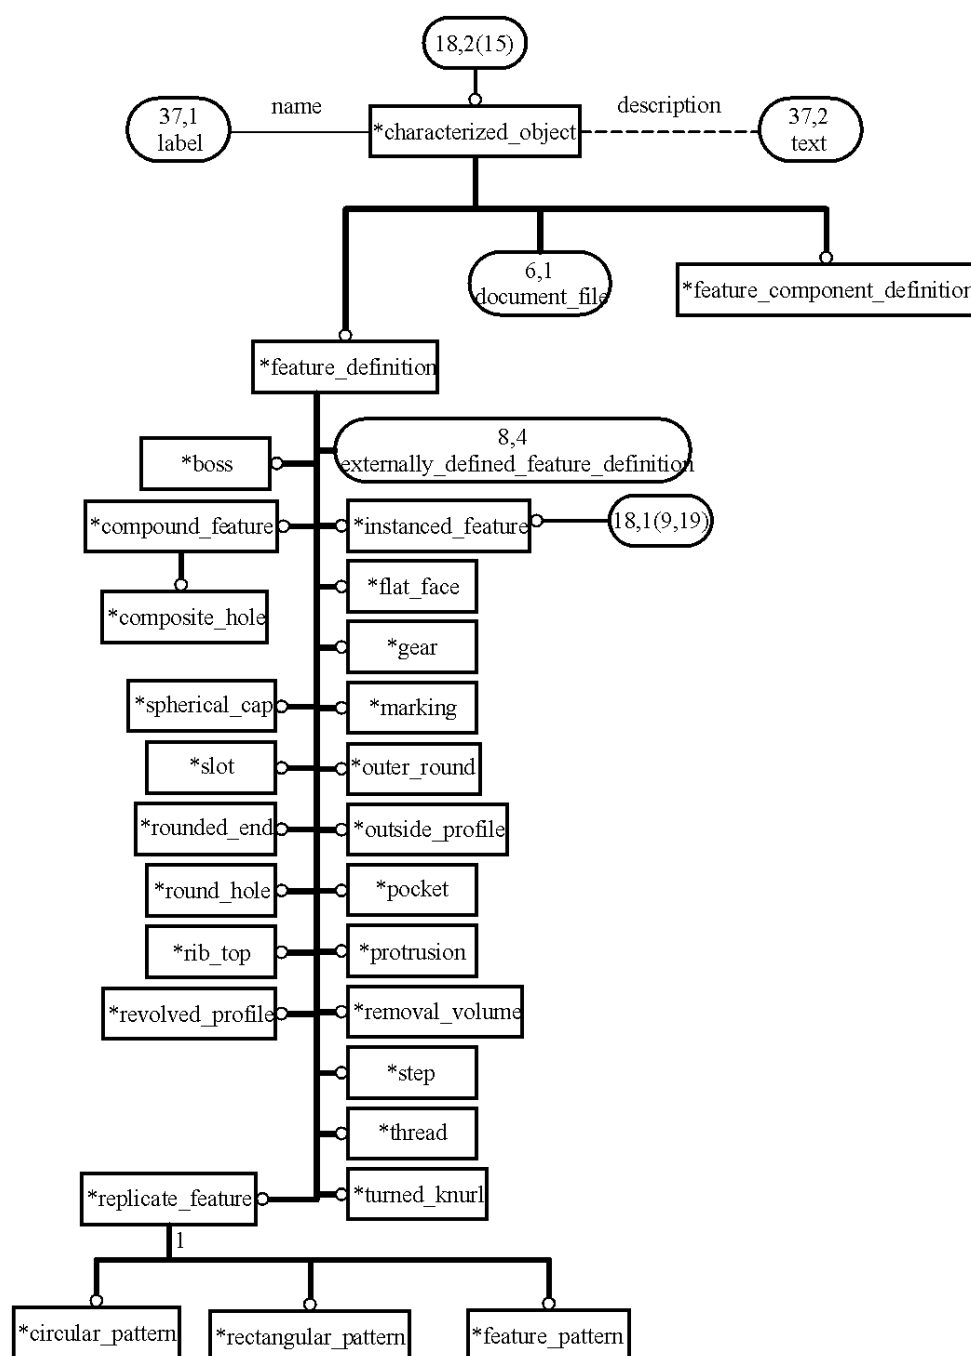 18,2(15)
name
description
37,1
label
*characterized_object
37,2
text
6,1
document_file
*feature_component_definition
*feature_definition
8,4
externally_defined_feature_definition
*boss
*compound_feature
*instanced_feature
18,1(9,19)
*flat_face
*composite_hole
*gear
*spherical_cap
*marking
*slot
*outer_round
*rounded_end
*outside_profile
*round_hole
*pocket
*rib_top
*protrusion
*revolved_profile
*removal_volume
*step
*thread
*replicate_feature
*turned_knurl
1
*circular_pattern
*rectangular_pattern
*feature_pattern